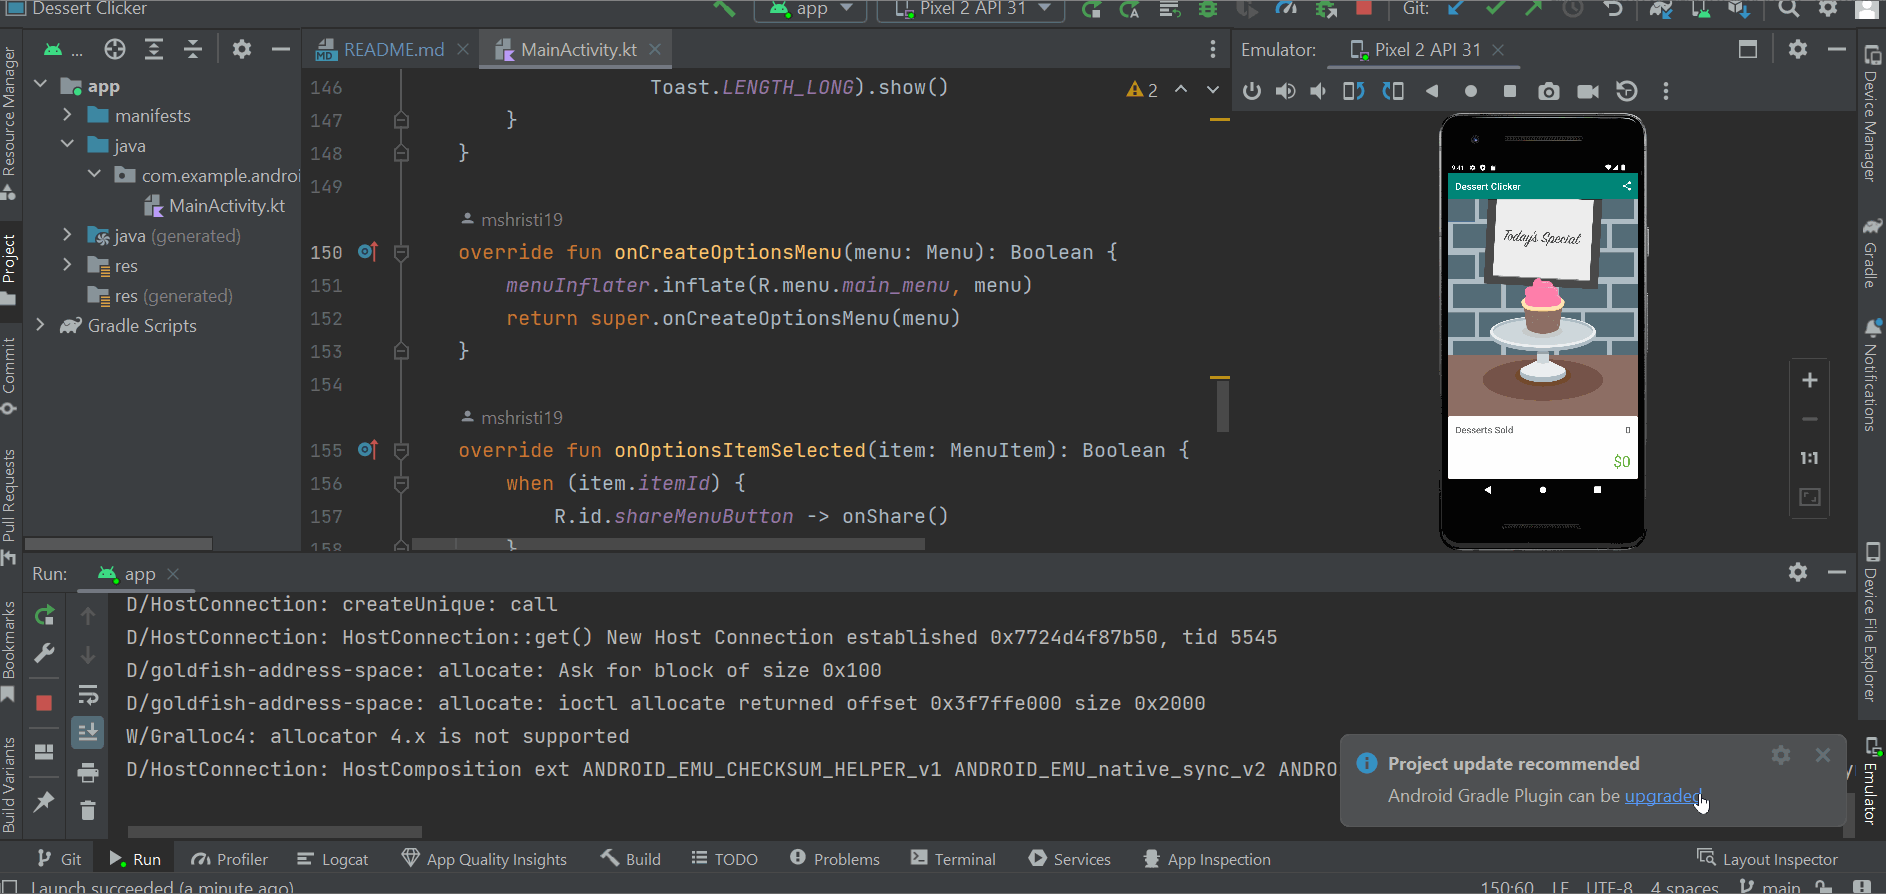 Dessert Clicker
app
Pixel 2 API 31
Git:
...
README.md
MainActivity.kt
Emulator:
Pixel 2 API 31
Resource Manager
Project
Commit
Pull Requests
Bookmarks
Build Variants
app
manifests
java
com.example.androi
MainActivity.kt
java (generated)
res
res (generated)
Gradle Scripts
146 Toast.LENGTH_LONG).show()
2
147 }
148 }
149
mshristi19
150 override fun onCreateOptionsMenu(menu: Menu): Boolean {
151 menuInflater.inflate(R.menu.main_menu, menu)
152 return super.onCreateOptionsMenu(menu)
153 }
154
mshristi19
155 override fun onOptionsItemSelected(item: MenuItem): Boolean {
156 when (item.itemId) {
157 R.id.shareMenuButton -> onShare()
158 }
9:41
Dessert Clicker
Today's Special
Desserts Sold 0
$0
1:1
Device Manager
Gradle
Notifications
Device File Explorer
Emulator
Run: app
D/HostConnection: createUnique: call
D/HostConnection: HostConnection::get() New Host Connection established 0x7724d4f87b50, tid 5545
D/goldfish-address-space: allocate: Ask for block of size 0x100
D/goldfish-address-space: allocate: ioctl allocate returned offset 0x3f7ffe000 size 0x2000
W/Gralloc4: allocator 4.x is not supported
D/HostConnection: HostComposition ext ANDROID_EMU_CHECKSUM_HELPER_v1 ANDROID_EMU_native_sync_v2 ANDRO
Project update recommended
Android Gradle Plugin can be upgraded
Git
Run
Profiler
Logcat
App Quality Insights
Build
TODO
Problems
Terminal
Services
App Inspection
Layout Inspector
Launch succeeded (a minute ago)
150:60 LF UTF-8 4 spaces main